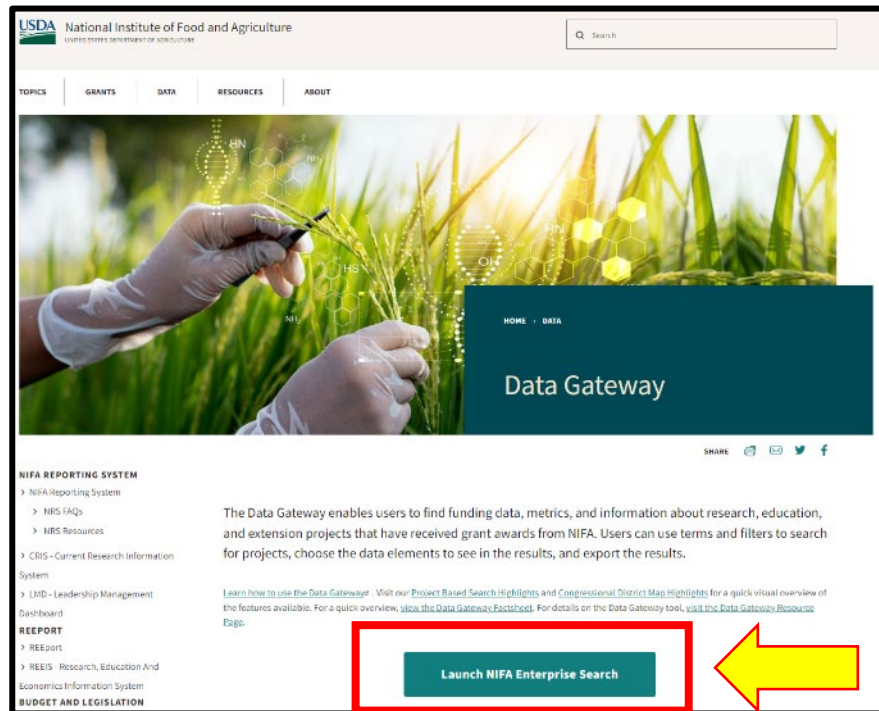 USDA National Institute of Food and Agriculture
UNITED STATES DEPARTMENT OF AGRICULTURE
Search
TOPICS GRANTS DATA RESOURCES ABOUT
HN
NH₂
HN
HN
HS
OH
NH₂
HOME > DATA
Data Gateway
SHARE
NIFA REPORTING SYSTEM
> NIFA Reporting System
> NRS FAQs
> NRS Resources
> CRIS - Current Research Information
System
> LMD - Leadership Management
Dashboard
REEPORT
> REEport
> REEIS - Research, Education And
Economics Information System
BUDGET AND LEGISLATION
The Data Gateway enables users to find funding data, metrics, and information about research, education,
and extension projects that have received grant awards from NIFA. Users can use terms and filters to search
for projects, choose the data elements to see in the results, and export the results.
Learn how to use the Data Gateway. Visit our Project Based Search Highlights and Congressional District Map Highlights for a quick visual overview of
the features available. For a quick overview, view the Data Gateway Factsheet. For details on the Data Gateway tool, visit the Data Gateway Resource
Page.
Launch NIFA Enterprise Search